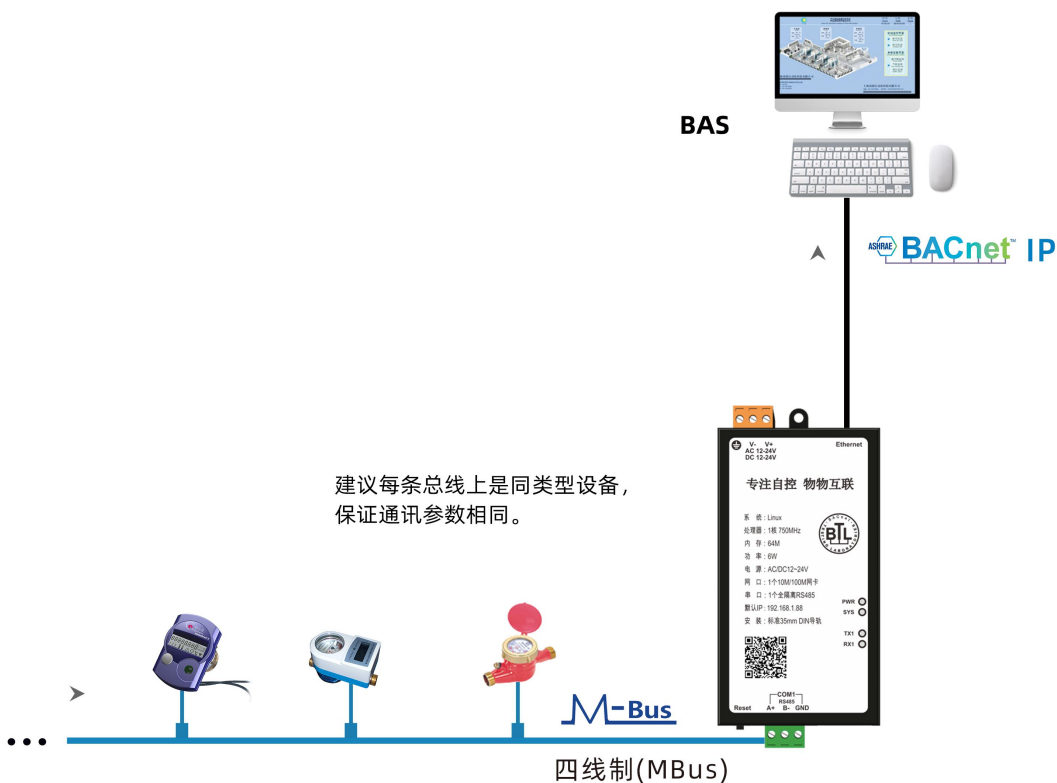 BAS
ASHRAE BACnet™ IP
V- V+
AC 12-24V
DC 12-24V
Ethernet
专注自控 物物互联
系 统 : Linux
处理器 : 1核 750MHz
内 存 : 64M
功 率 : 6W
电 源 : AC/DC12~24V
网 口 : 1个10M/100M网卡
串 口 : 1个全隔离RS485
默认IP : 192.168.1.88
安 装 : 标准35mm DIN导轨
BTL
PWR
SYS
TX1
RX1
COM1
RS485
Reset A+ B- GND
建议每条总线上是同类型设备，
保证通讯参数相同。
M-Bus
四线制(MBus)